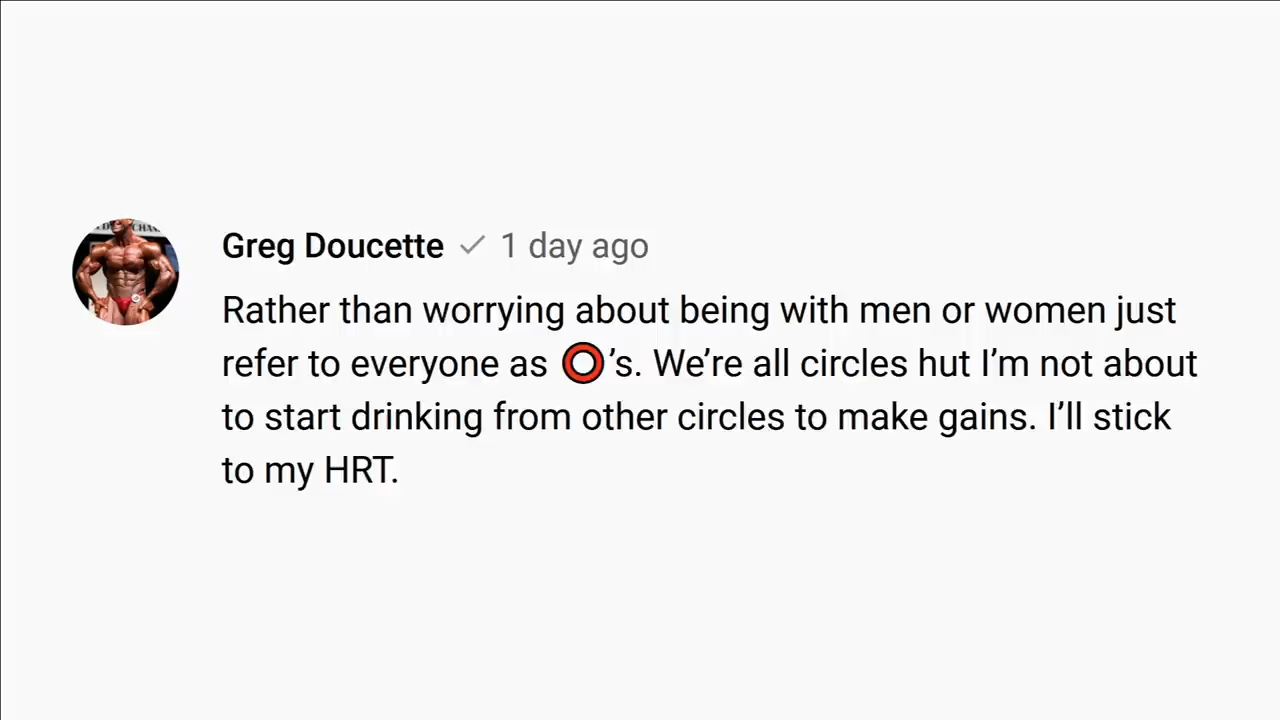 Greg Doucette ✓ 1 day ago
Rather than worrying about being with men or women just
refer to everyone as ⭕’s. We’re all circles hut I’m not about
to start drinking from other circles to make gains. I’ll stick
to my HRT.